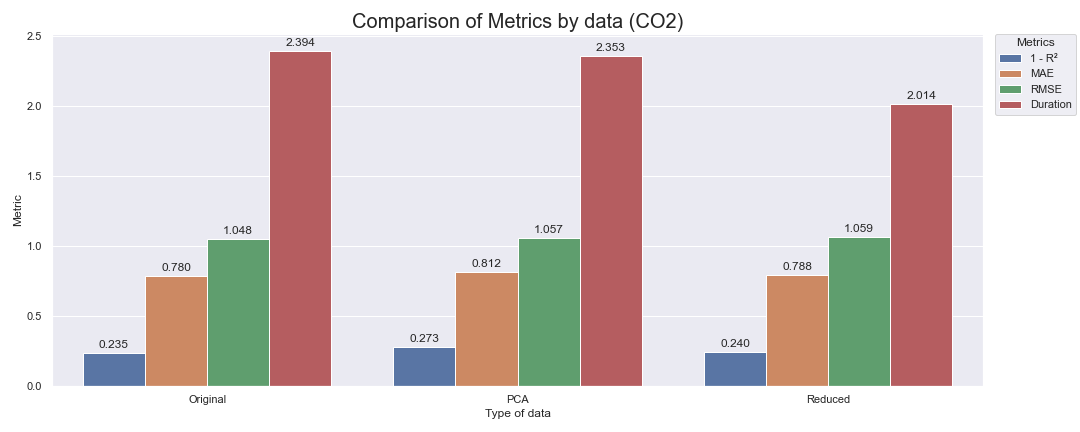 Comparison of Metrics by data (CO2)
Metrics
1 - R²
MAE
RMSE
Duration
Metric
2.5
2.0
1.5
1.0
0.5
0.0
0.235
0.780
1.048
2.394
0.273
0.812
1.057
2.353
0.240
0.788
1.059
2.014
Original
PCA
Reduced
Type of data